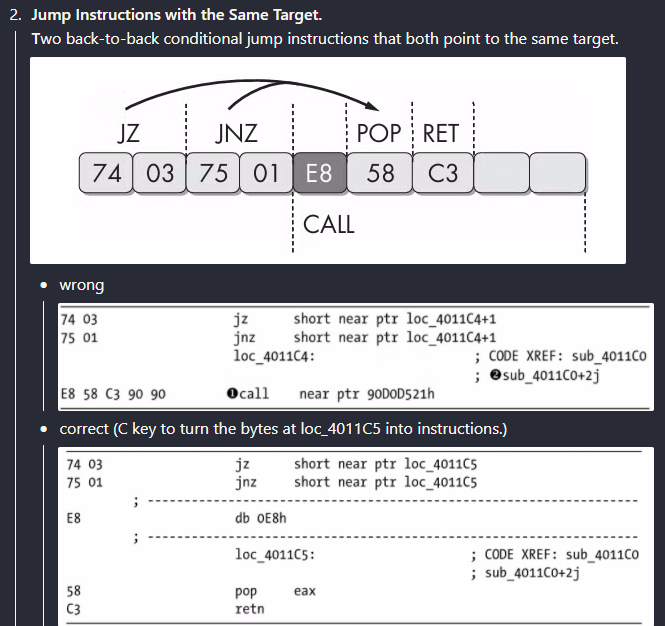 2. Jump Instructions with the Same Target.
Two back-to-back conditional jump instructions that both point to the same target.
JZ JNZ POP RET
74 03 75 01 E8 58 C3
CALL
• wrong
74 03 jz short near ptr loc_4011C4+1
75 01 jnz short near ptr loc_4011C4+1
loc_4011C4: ; CODE XREF: sub_4011C0
; ❷sub_4011C0+2j
E8 58 C3 90 90 ❶call near ptr 90D0D521h
• correct (C key to turn the bytes at loc_4011C5 into instructions.)
74 03 jz short near ptr loc_4011C5
75 01 jnz short near ptr loc_4011C5
; -------------------------------------------------------------------
E8 db 0E8h
; -------------------------------------------------------------------
loc_4011C5: ; CODE XREF: sub_4011C0
; sub_4011C0+2j
58 pop eax
C3 retn